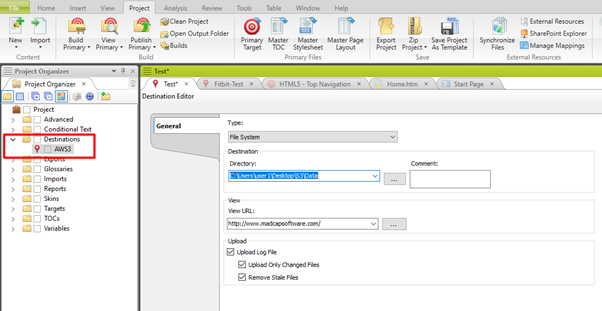 File Home Insert View Project Tools Window
New Import Build Primary View Primary Publish Primary Clean Project Open Output Folder Builds Primary Target Master TOC Master Stylesheet Master Page Layout Export Project Zip Project Save Project As Template Synchronize Files External Resources SharePoint Explorer Manage Mappings
Content Build Primary Target Primary Files Save External Resources
Project Organizer
Project Organizer
Project
Advanced
Conditional Text
Destinations
AWS3
Exports
Glossaries
Imports
Reports
Skins
Targets
TOCs
Variables
Test*
Test* Fitbit-Test HTML5 - Top Navigation Home.htm Start Page
Destination Editor
General
Type:
File System
Destination
Directory: Comment:
C:\Users\user1\Desktop\S3\Data ...
View
View URL:
http://www.madcapsoftware.com/ ...
Upload
Upload Log File
Upload Only Changed Files
Remove Stale Files